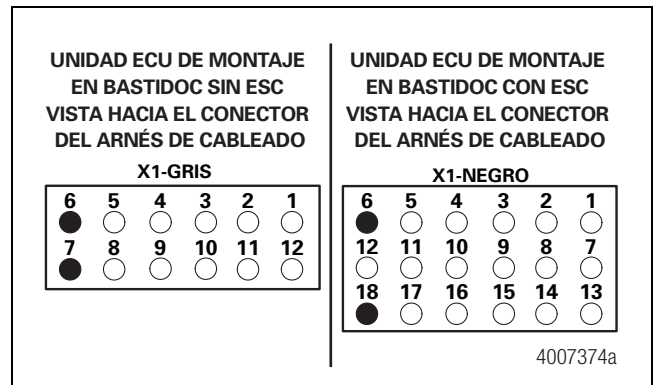 UNIDAD ECU DE MONTAJE
EN BASTIDOC SIN ESC
VISTA HACIA EL CONECTOR
DEL ARNÉS DE CABLEADO
X1-GRIS
6 5 4 3 2 1
7 8 9 10 11 12
UNIDAD ECU DE MONTAJE
EN BASTIDOC CON ESC
VISTA HACIA EL CONECTOR
DEL ARNÉS DE CABLEADO
X1-NEGRO
6 5 4 3 2 1
12 11 10 9 8 7
18 17 16 15 14 13
4007374a